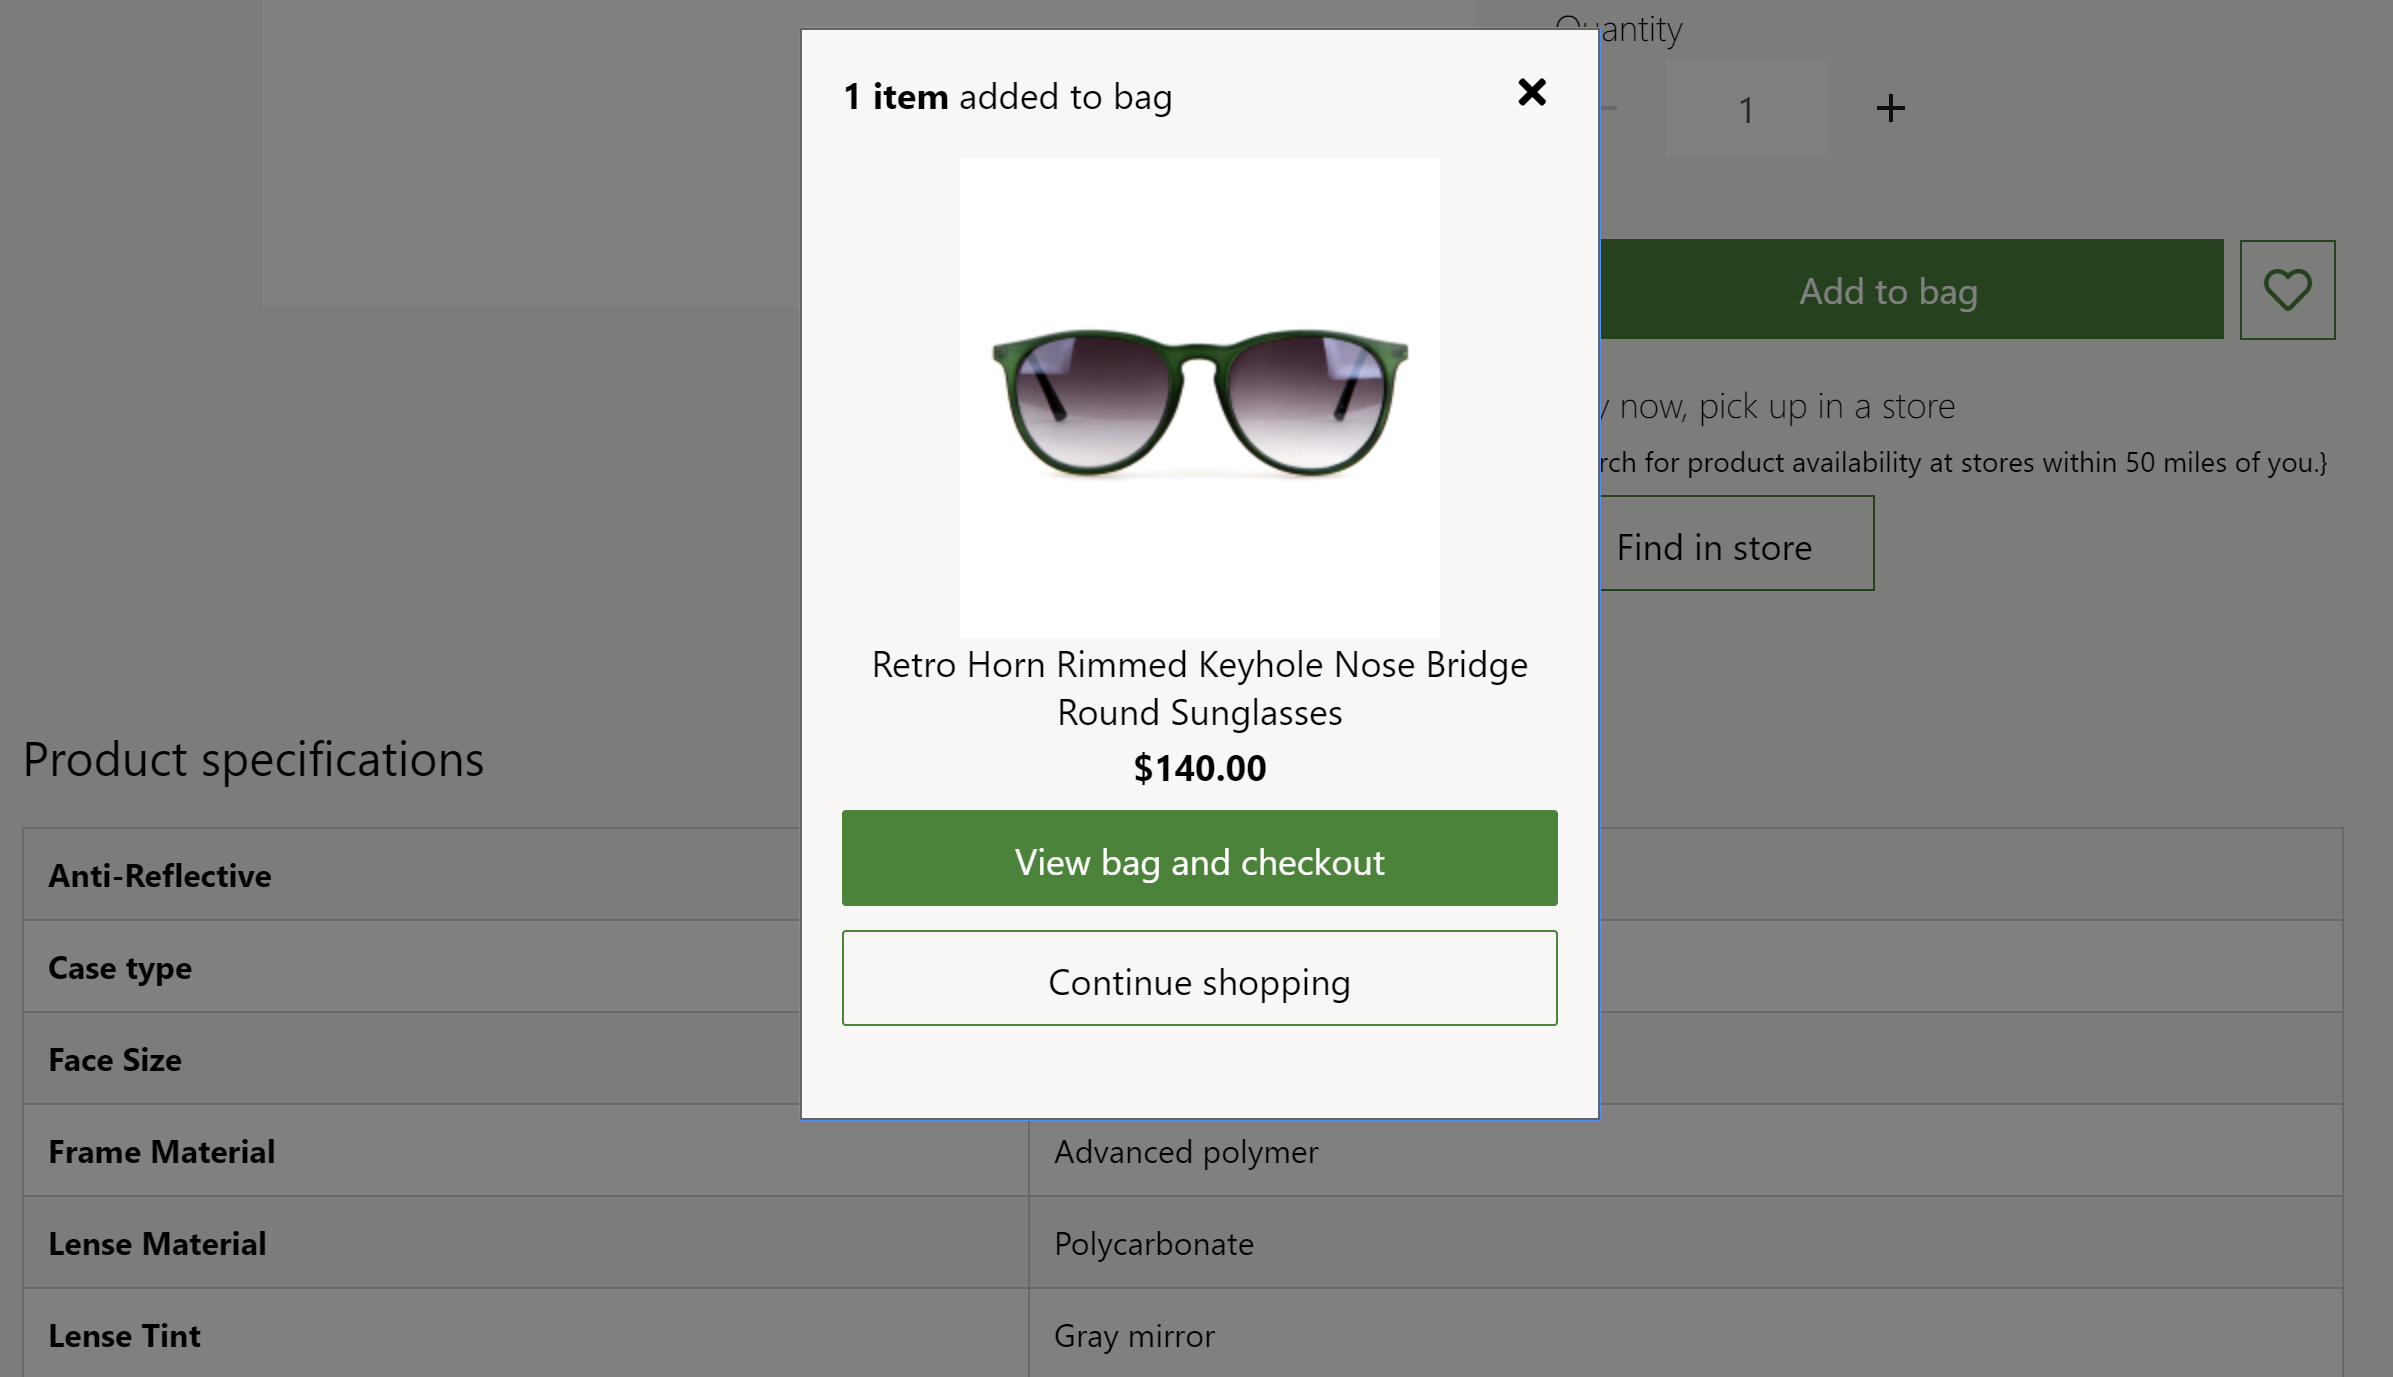 Quantity
1 item added to bag
1
Add to bag
now, pick up in a store
for product availability at stores within 50 miles of you.}
Find in store
Retro Horn Rimmed Keyhole Nose Bridge
Round Sunglasses
$140.00
View bag and checkout
Continue shopping
Product specifications
Anti-Reflective
Case type
Face Size
Frame Material Advanced polymer
Lense Material Polycarbonate
Lense Tint Gray mirror